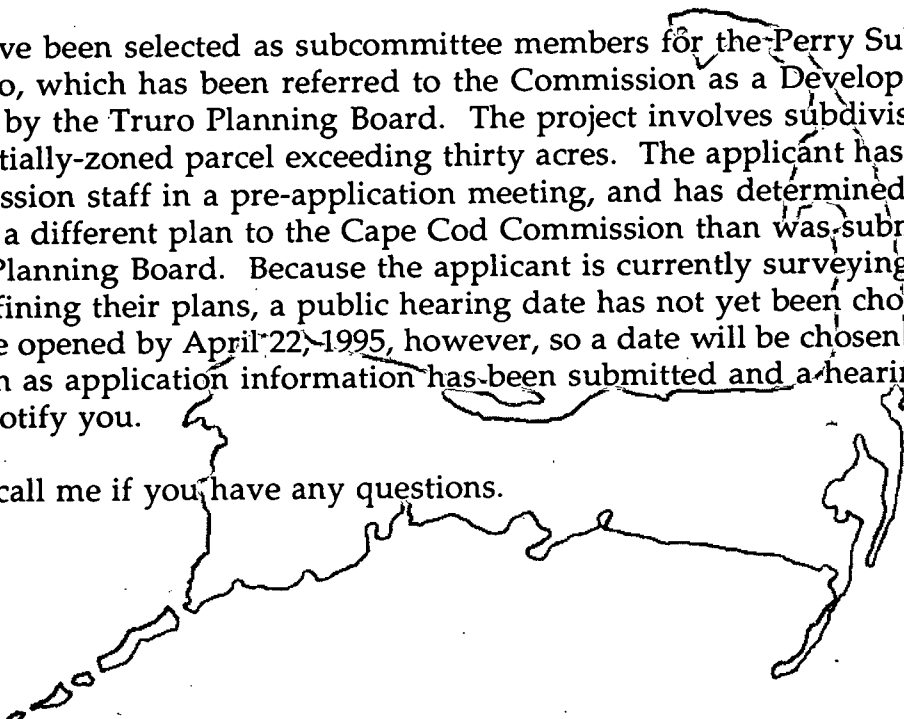 ve been selected as subcommittee members for the Perry Su
o, which has been referred to the Commission as a Develop
by the Truro Planning Board. The project involves subdivis
tially-zoned parcel exceeding thirty acres. The applicant has
ssion staff in a pre-application meeting, and has determined
a different plan to the Cape Cod Commission than was subm
Planning Board. Because the applicant is currently surveying
fining their plans, a public hearing date has not yet been cho
e opened by April 22, 1995, however, so a date will be chosen
n as application information has been submitted and a hearin
otify you.
call me if you have any questions.